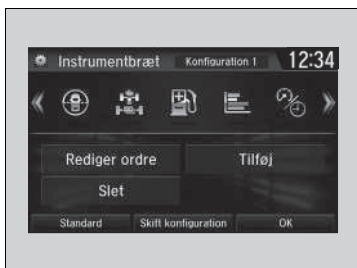 Instrumentbræt Konfiguration 1 12:34
Rediger ordre Tilføj
Slet
Standard Skift konfiguration OK